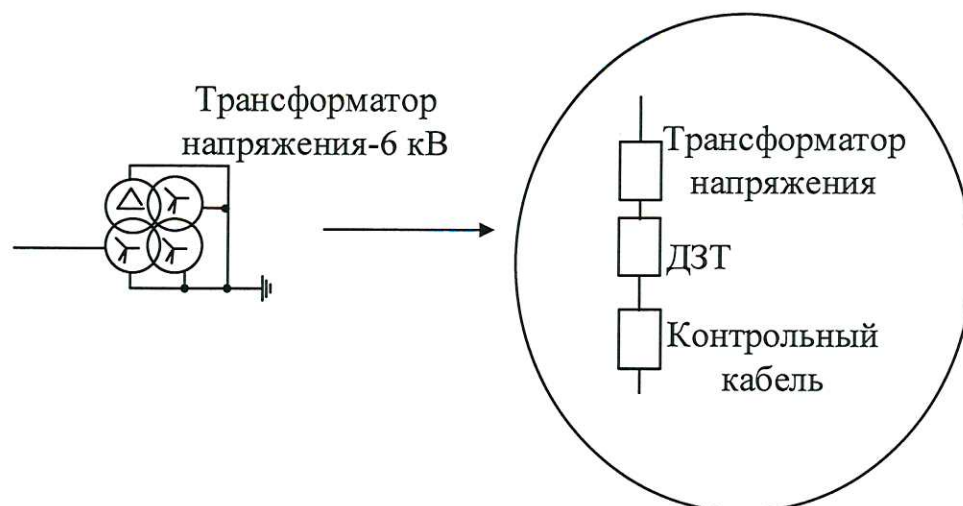 Трансформатор
напряжения-6 кВ
Трансформатор
напряжения
ДЗТ
Контрольный
кабель